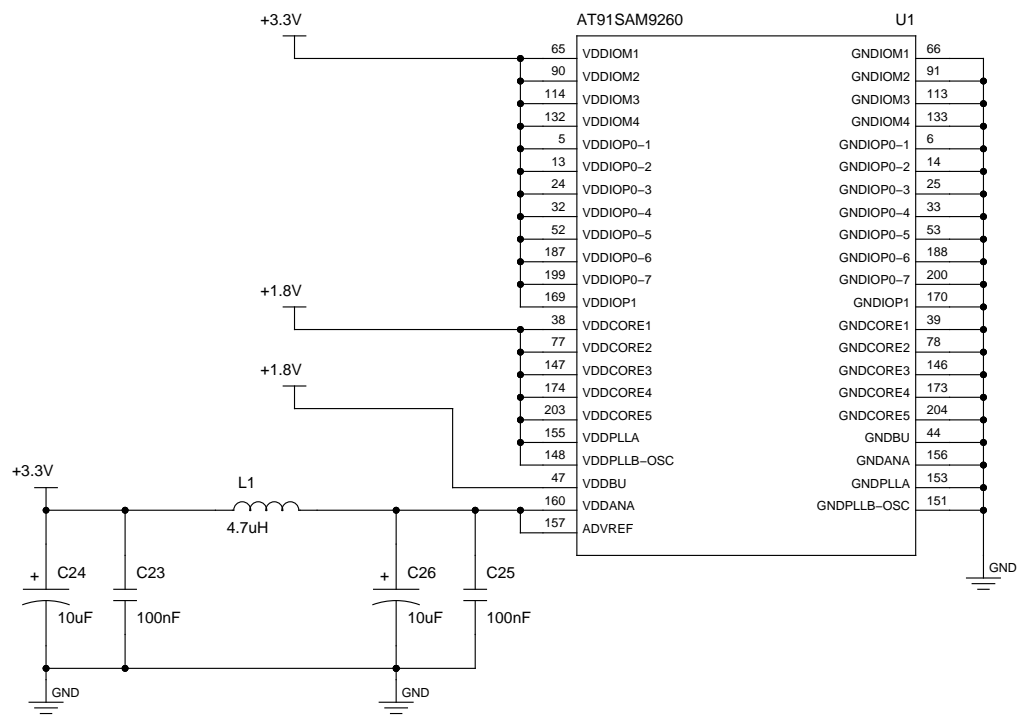 +3.3V
AT91SAM9260 U1
65 VDDIOM1 GNDIOM1 66
90 VDDIOM2 GNDIOM2 91
114 VDDIOM3 GNDIOM3 113
132 VDDIOM4 GNDIOM4 133
5 VDDIOP0−1 GNDIOP0−1 6
13 VDDIOP0−2 GNDIOP0−2 14
24 VDDIOP0−3 GNDIOP0−3 25
32 VDDIOP0−4 GNDIOP0−4 33
52 VDDIOP0−5 GNDIOP0−5 53
187 VDDIOP0−6 GNDIOP0−6 188
199 VDDIOP0−7 GNDIOP0−7 200
+1.8V
169 VDDIOP1 GNDIOP1 170
38 VDDCORE1 GNDCORE1 39
77 VDDCORE2 GNDCORE2 78
+1.8V
147 VDDCORE3 GNDCORE3 146
174 VDDCORE4 GNDCORE4 173
203 VDDCORE5 GNDCORE5 204
155 VDDPLLA GNDBU 44
148 VDDPLLB−OSC GNDANA 156
+3.3V
47 VDDBU GNDPLLA 153
160 VDDANA GNDPLLB−OSC 151
157 ADVREF
L1
4.7uH
GND
+ C24 C23 + C26 C25
10uF 100nF 10uF 100nF
GND GND